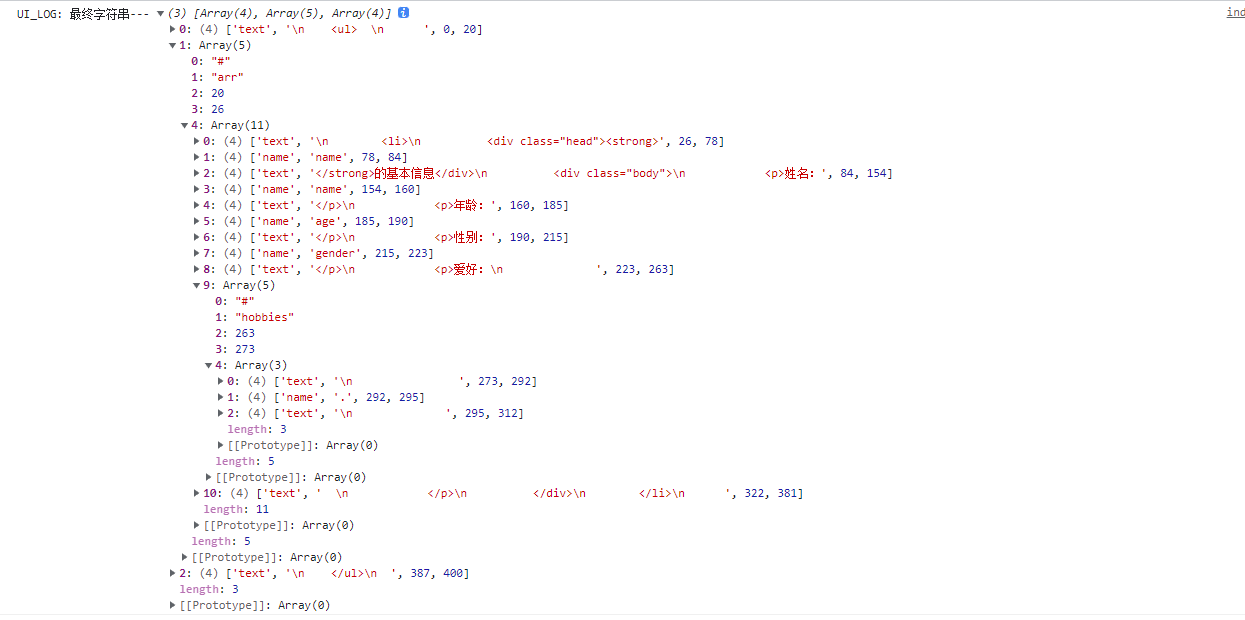 UI_LOG: 最终字符串--- ▼(3) [Array(4), Array(5), Array(4)] i ind
▶0: (4) ['text', '\n    <ul>  \n      ', 0, 20]
▼1: Array(5)
0: "#"
1: "arr"
2: 20
3: 26
▼4: Array(11)
▶0: (4) ['text', '\n        <li>\n          <div class="head"><strong>', 26, 78]
▶1: (4) ['name', 'name', 78, 84]
▶2: (4) ['text', '</strong>的基本信息</div>\n          <div class="body">\n            <p>姓名：', 84, 154]
▶3: (4) ['name', 'name', 154, 160]
▶4: (4) ['text', '</p>\n            <p>年龄：', 160, 185]
▶5: (4) ['name', 'age', 185, 190]
▶6: (4) ['text', '</p>\n            <p>性别：', 190, 215]
▶7: (4) ['name', 'gender', 215, 223]
▶8: (4) ['text', '</p>\n            <p>爱好：\n              ', 223, 263]
▼9: Array(5)
0: "#"
1: "hobbies"
2: 263
3: 273
▼4: Array(3)
▶0: (4) ['text', '\n                ', 273, 292]
▶1: (4) ['name', '.', 292, 295]
▶2: (4) ['text', '\n              ', 295, 312]
length: 3
▶[[Prototype]]: Array(0)
length: 5
▶[[Prototype]]: Array(0)
▶10: (4) ['text', '  \n            </p>\n          </div>\n        </li>\n      ', 322, 381]
length: 11
▶[[Prototype]]: Array(0)
length: 5
▶[[Prototype]]: Array(0)
▶2: (4) ['text', '\n    </ul>\n  ', 387, 400]
length: 3
▶[[Prototype]]: Array(0)